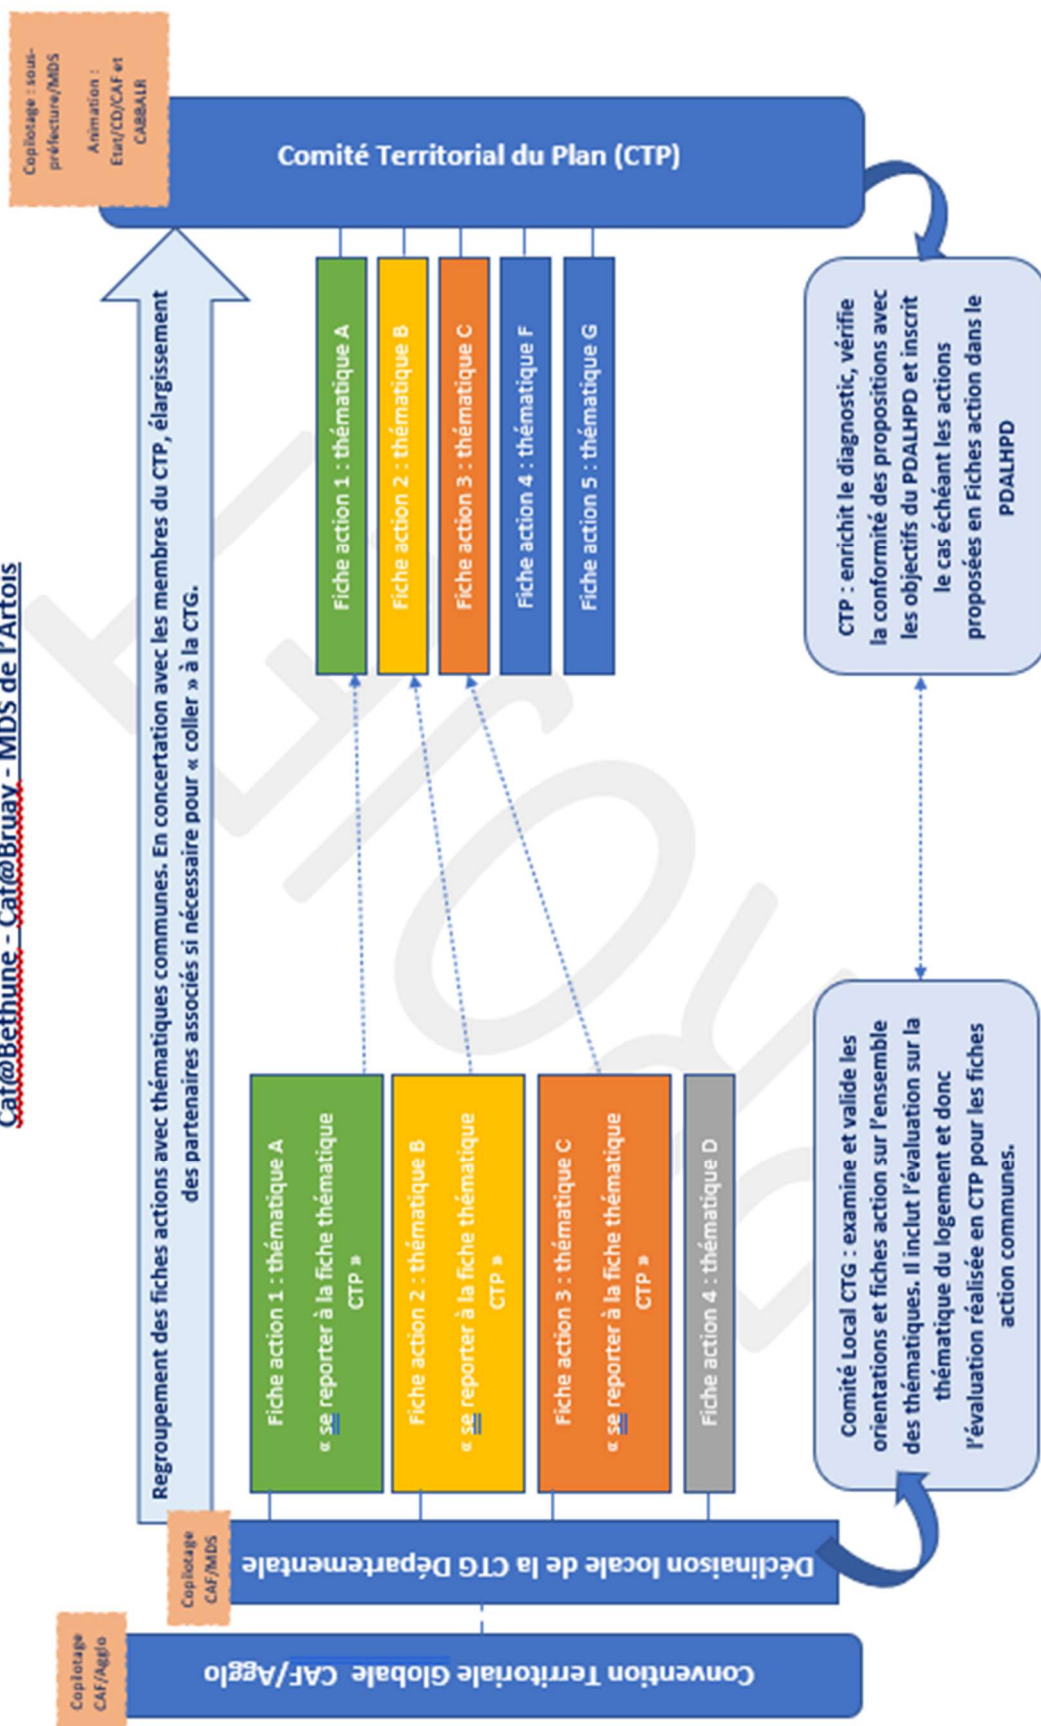 Cat@Bethune - Cat@Bruay - MDS de l'Artois
Copilotage
CAF/Agglo
Convention Territoriale Globale CAF/Agglo
Copilotage
CAF/MDS
Déclinaison locale de la CTG Départementale
Regroupement des fiches actions avec thématiques communes. En concertation avec les membres du CTP, élargissement
des partenaires associés si nécessaire pour « coller » à la CTG.
Copilotage : sous-
préfecture/MDS
Animation :
Etat/CD/CAF et
CABBALR
Comité Territorial du Plan (CTP)
Fiche action 1 : thématique A
« se reporter à la fiche thématique
CTP »
Fiche action 2 : thématique B
« se reporter à la fiche thématique
CTP »
Fiche action 3 : thématique C
« se reporter à la fiche thématique
CTP »
Fiche action 4 : thématique D
Fiche action 1 : thématique A
Fiche action 2 : thématique B
Fiche action 3 : thématique C
Fiche action 4 : thématique F
Fiche action 5 : thématique G
Comité Local CTG : examine et valide les
orientations et fiches action sur l'ensemble
des thématiques. Il inclut l'évaluation sur la
thématique du logement et donc
l'évaluation réalisée en CTP pour les fiches
action communes.
CTP : enrichit le diagnostic, vérifie
la conformité des propositions avec
les objectifs du PDALHPD et inscrit
le cas échéant les actions
proposées en Fiches action dans le
PDALHPD